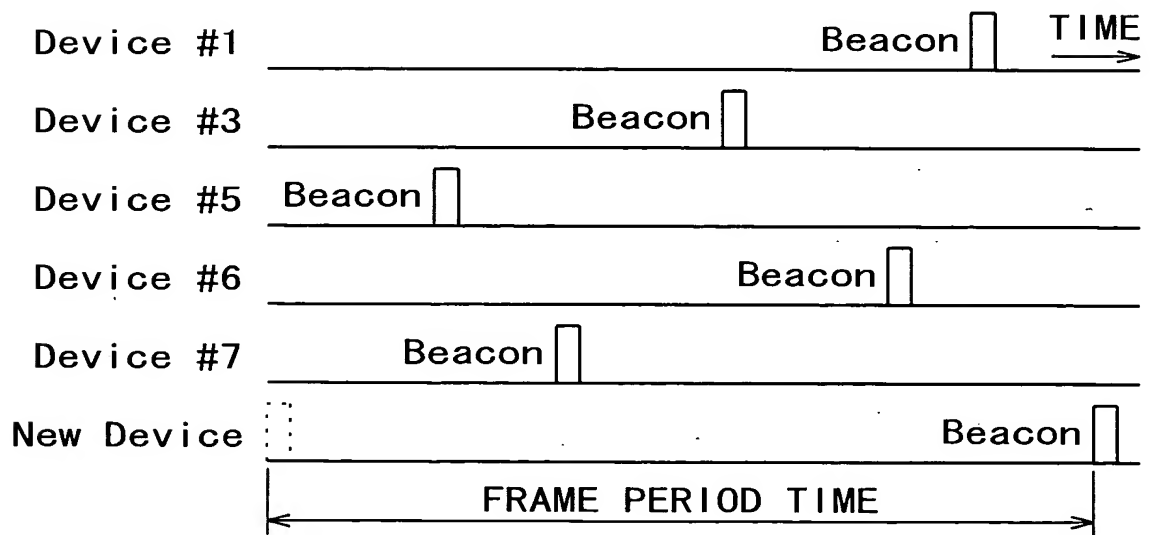 Device #1 Beacon TIME
Device #3 Beacon
Device #5 Beacon
Device #6 Beacon
Device #7 Beacon
New Device Beacon
FRAME PERIOD TIME